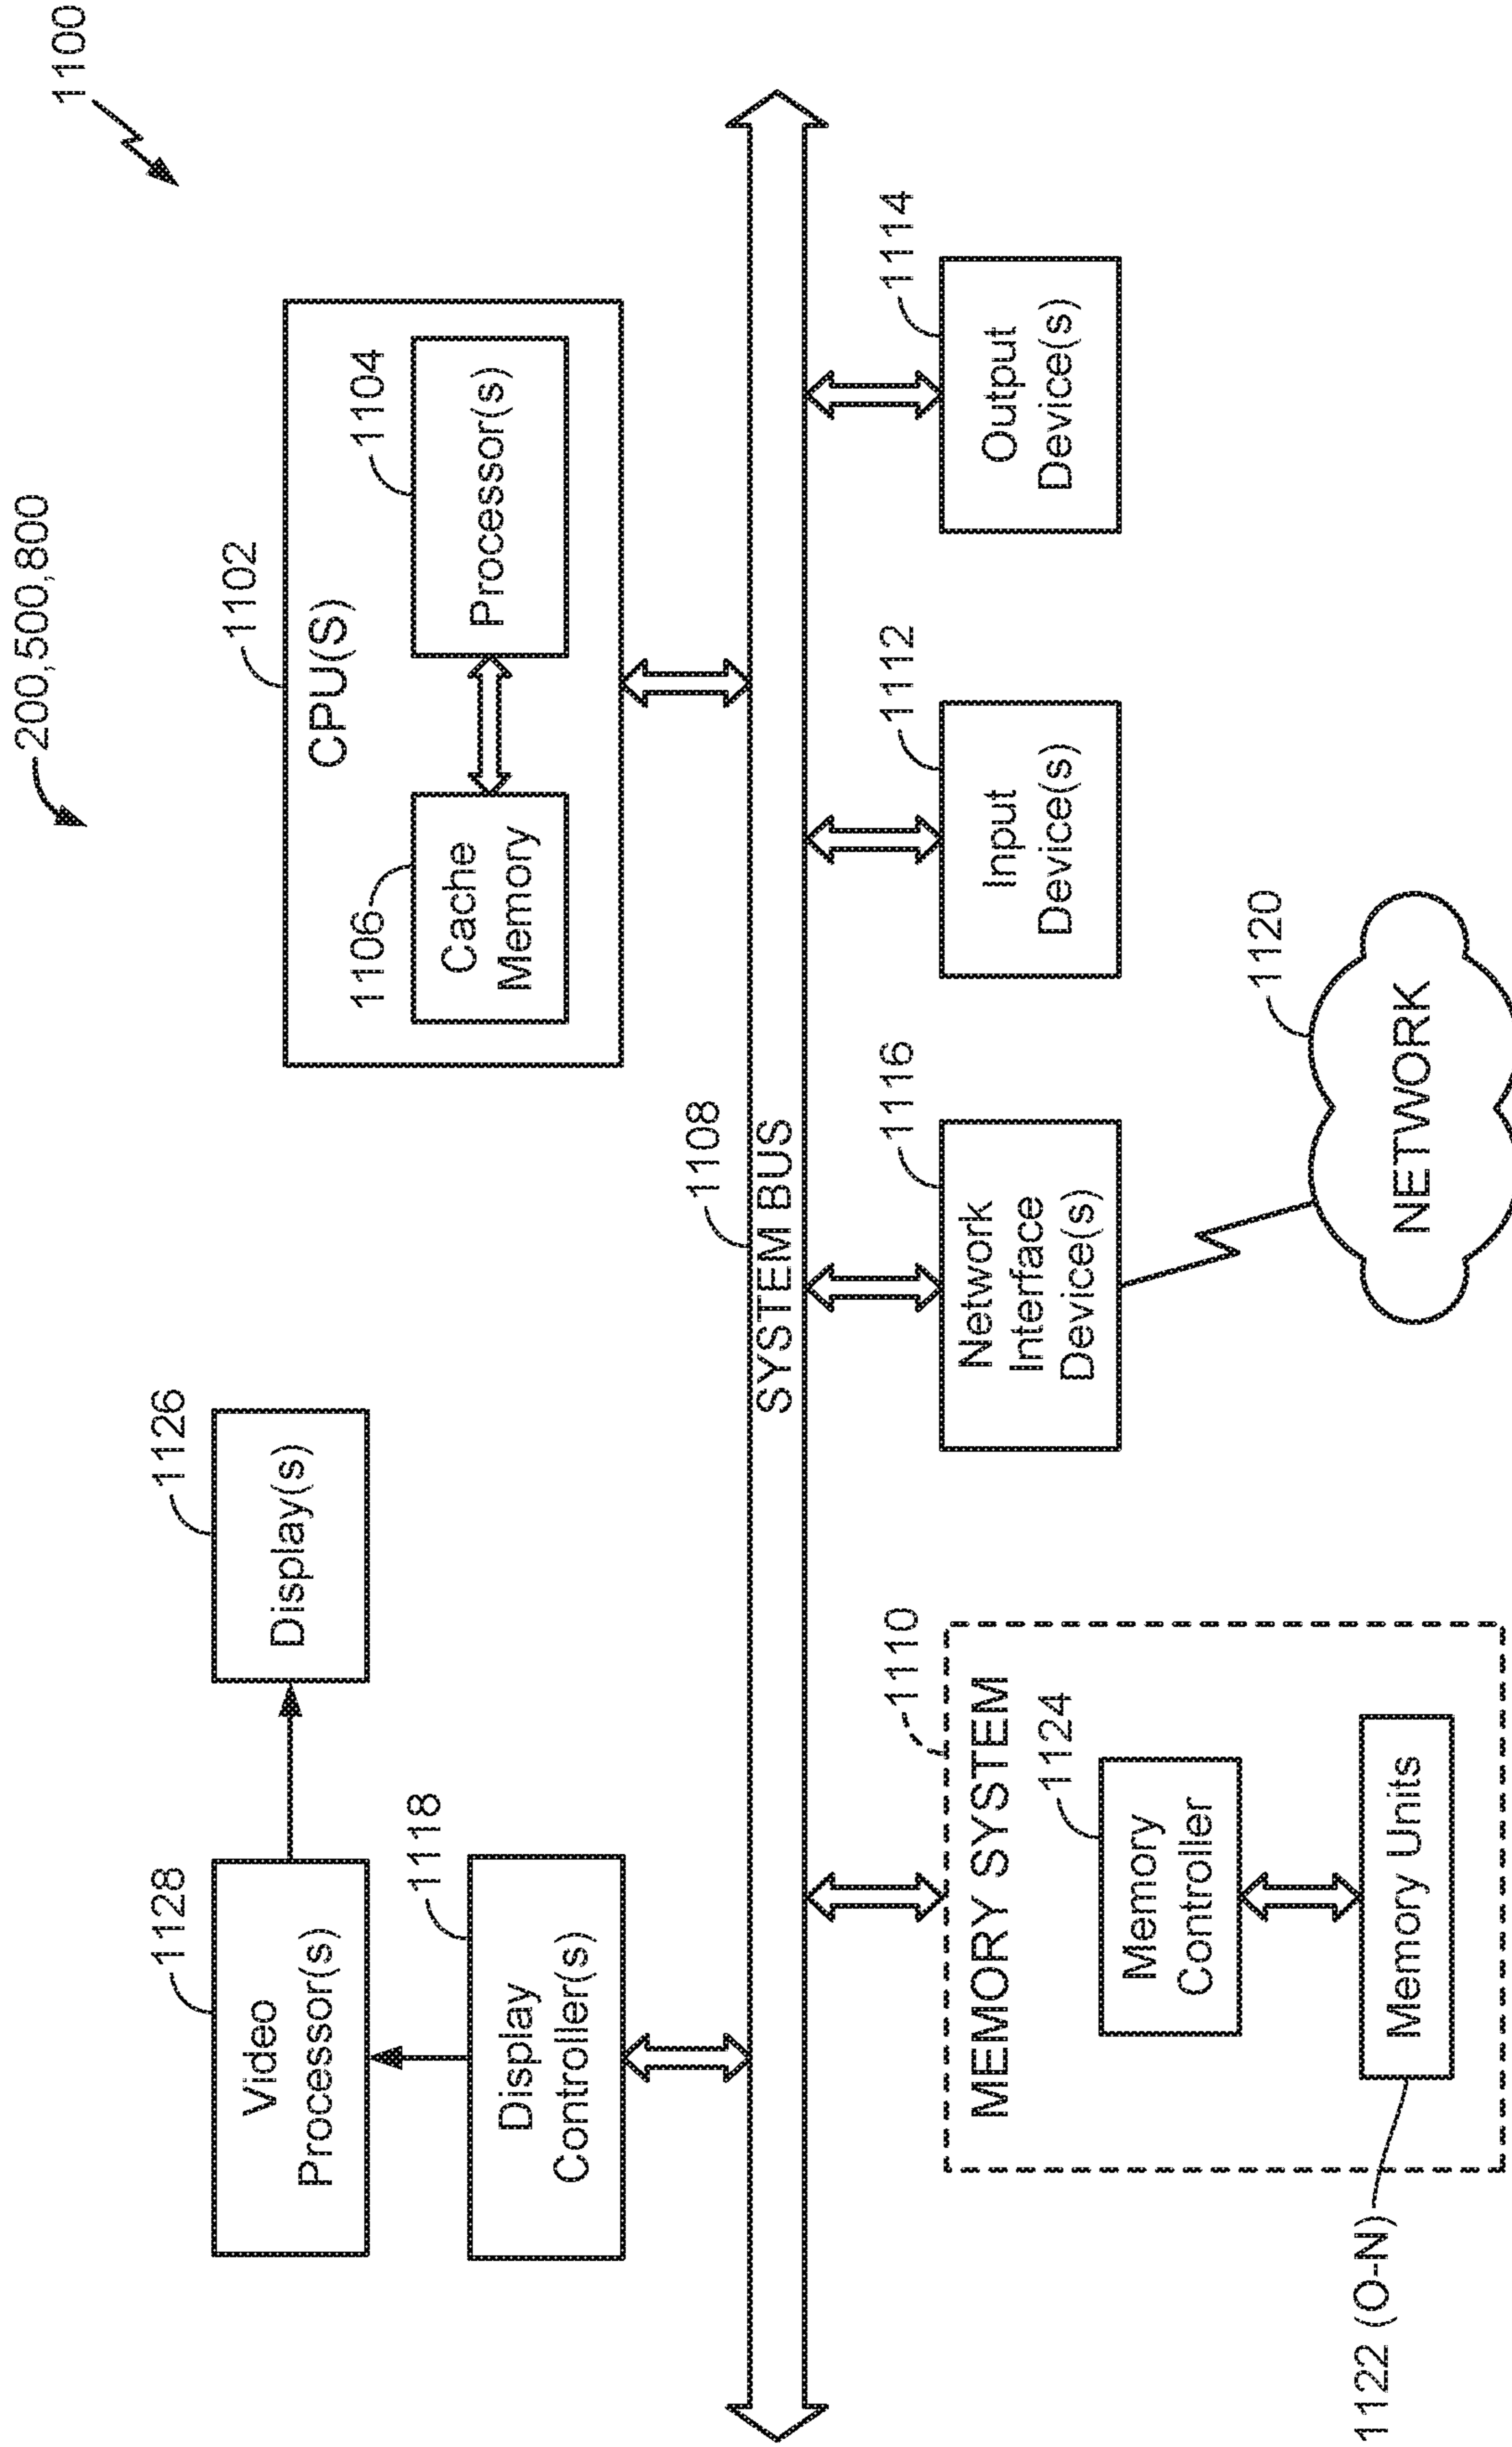 200,500,800
1100
1102
CPU(S)
1106
Cache
Memory
1104
Processor(s)
1128
Video
Processor(s)
1126
Display(s)
1118
Display
Controller(s)
1108
SYSTEM BUS
1110
MEMORY SYSTEM
1124
Memory
Controller
Memory Units
1122 (O-N)
1116
Network
Interface
Device(s)
1112
Input
Device(s)
1114
Output
Device(s)
1120
NETWORK